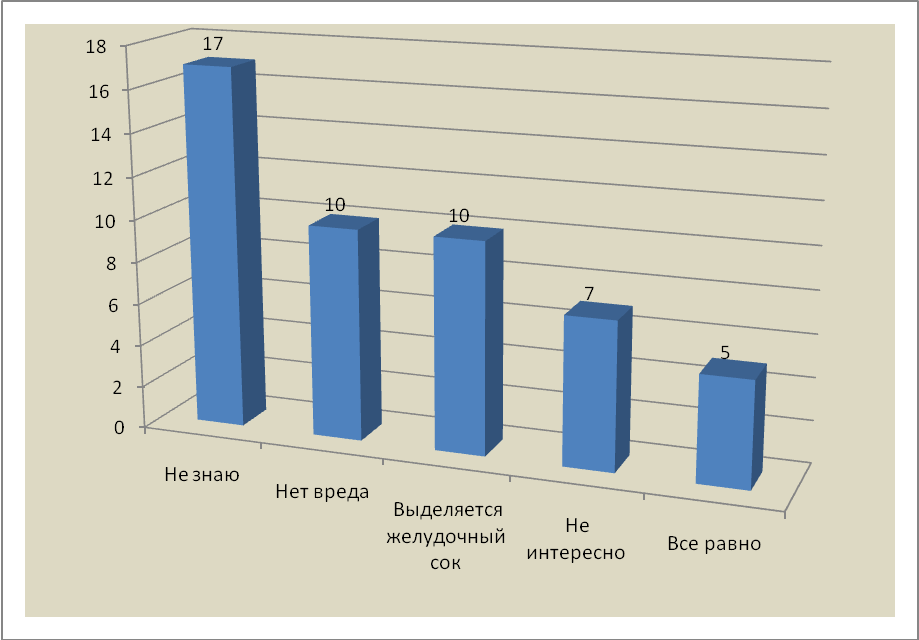 18
16
14
12
10
8
6
4
2
0
17
10
10
7
5
Не знаю
Нет вреда
Выделяется
желудочный
сок
Не
интересно
Все равно